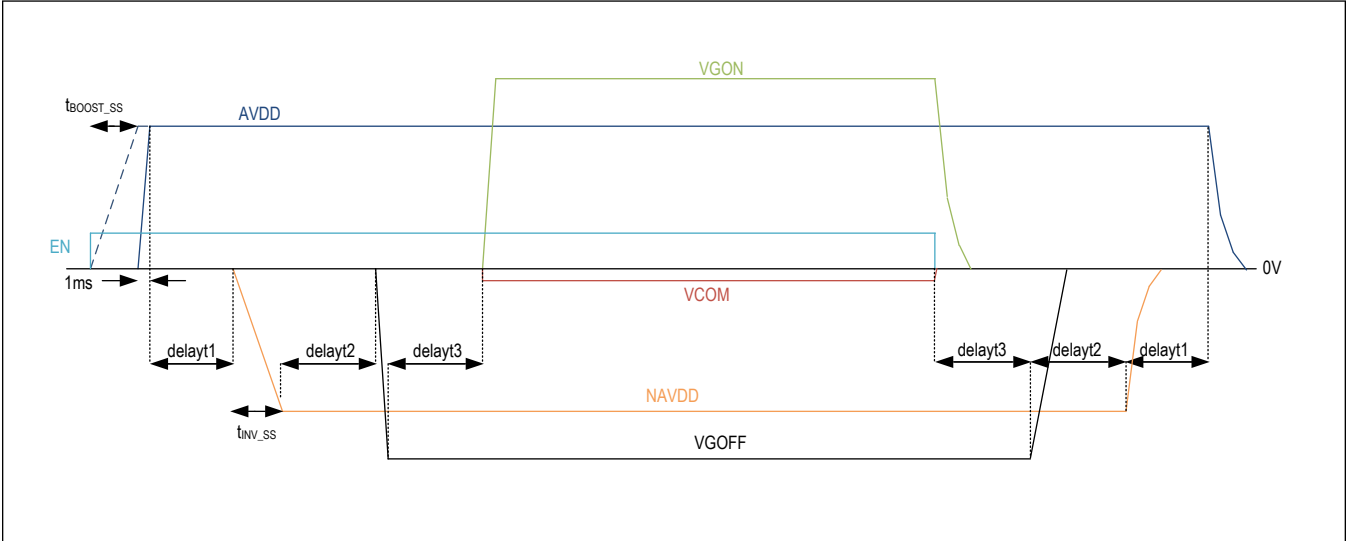 VGON
tBOOST_SS
AVDD
EN
0V
1ms
VCOM
delayt1
delayt2
delayt3
delayt3
delayt2
delayt1
NAVDD
tINV_SS
VGOFF